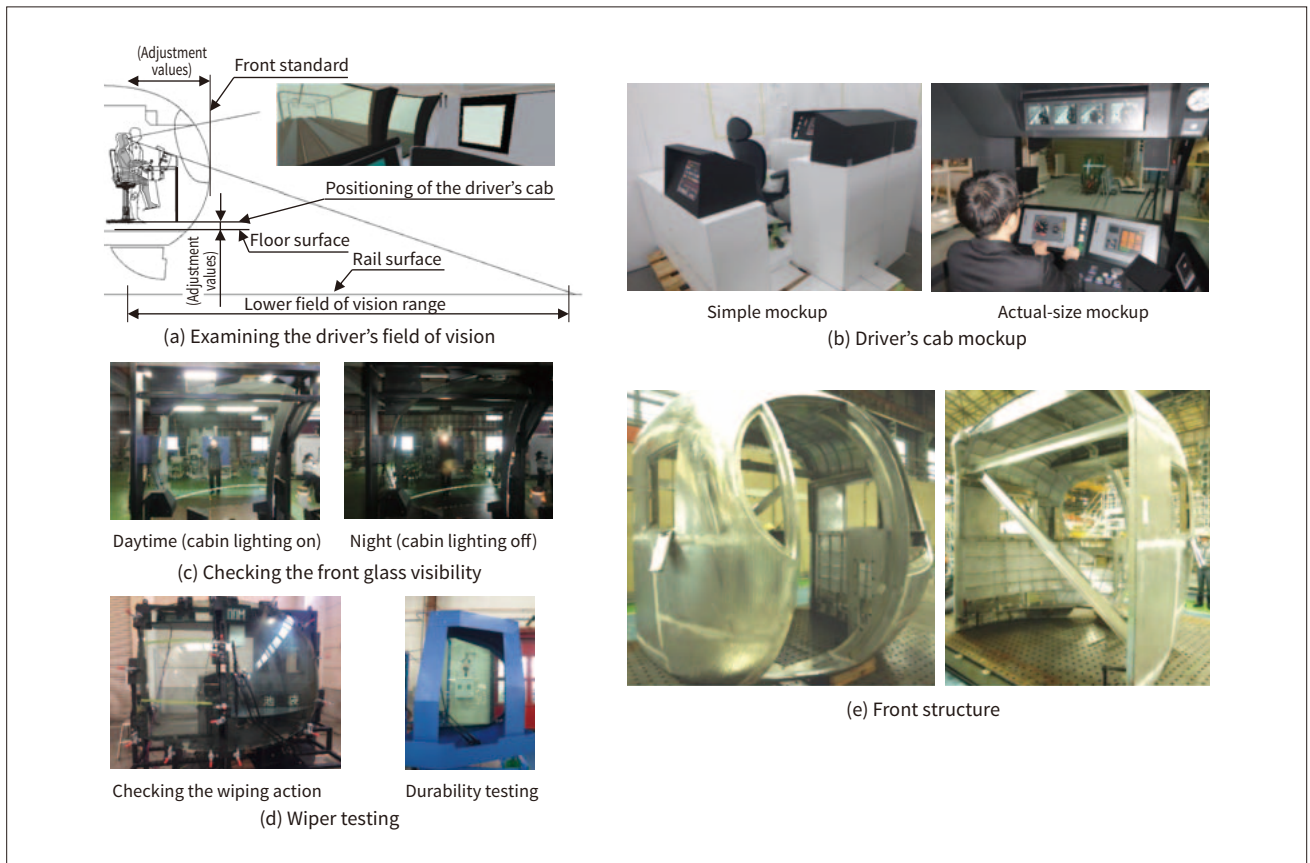 (Adjustment
values)
Front standard
Positioning of the driver’s cab
Floor surface
(Adjustment
values)
Rail surface
Lower field of vision range
(a) Examining the driver’s field of vision
Simple mockup
Actual-size mockup
(b) Driver’s cab mockup
Daytime (cabin lighting on)
Night (cabin lighting off)
(c) Checking the front glass visibility
池袋
Checking the wiping action
Durability testing
(d) Wiper testing
(e) Front structure